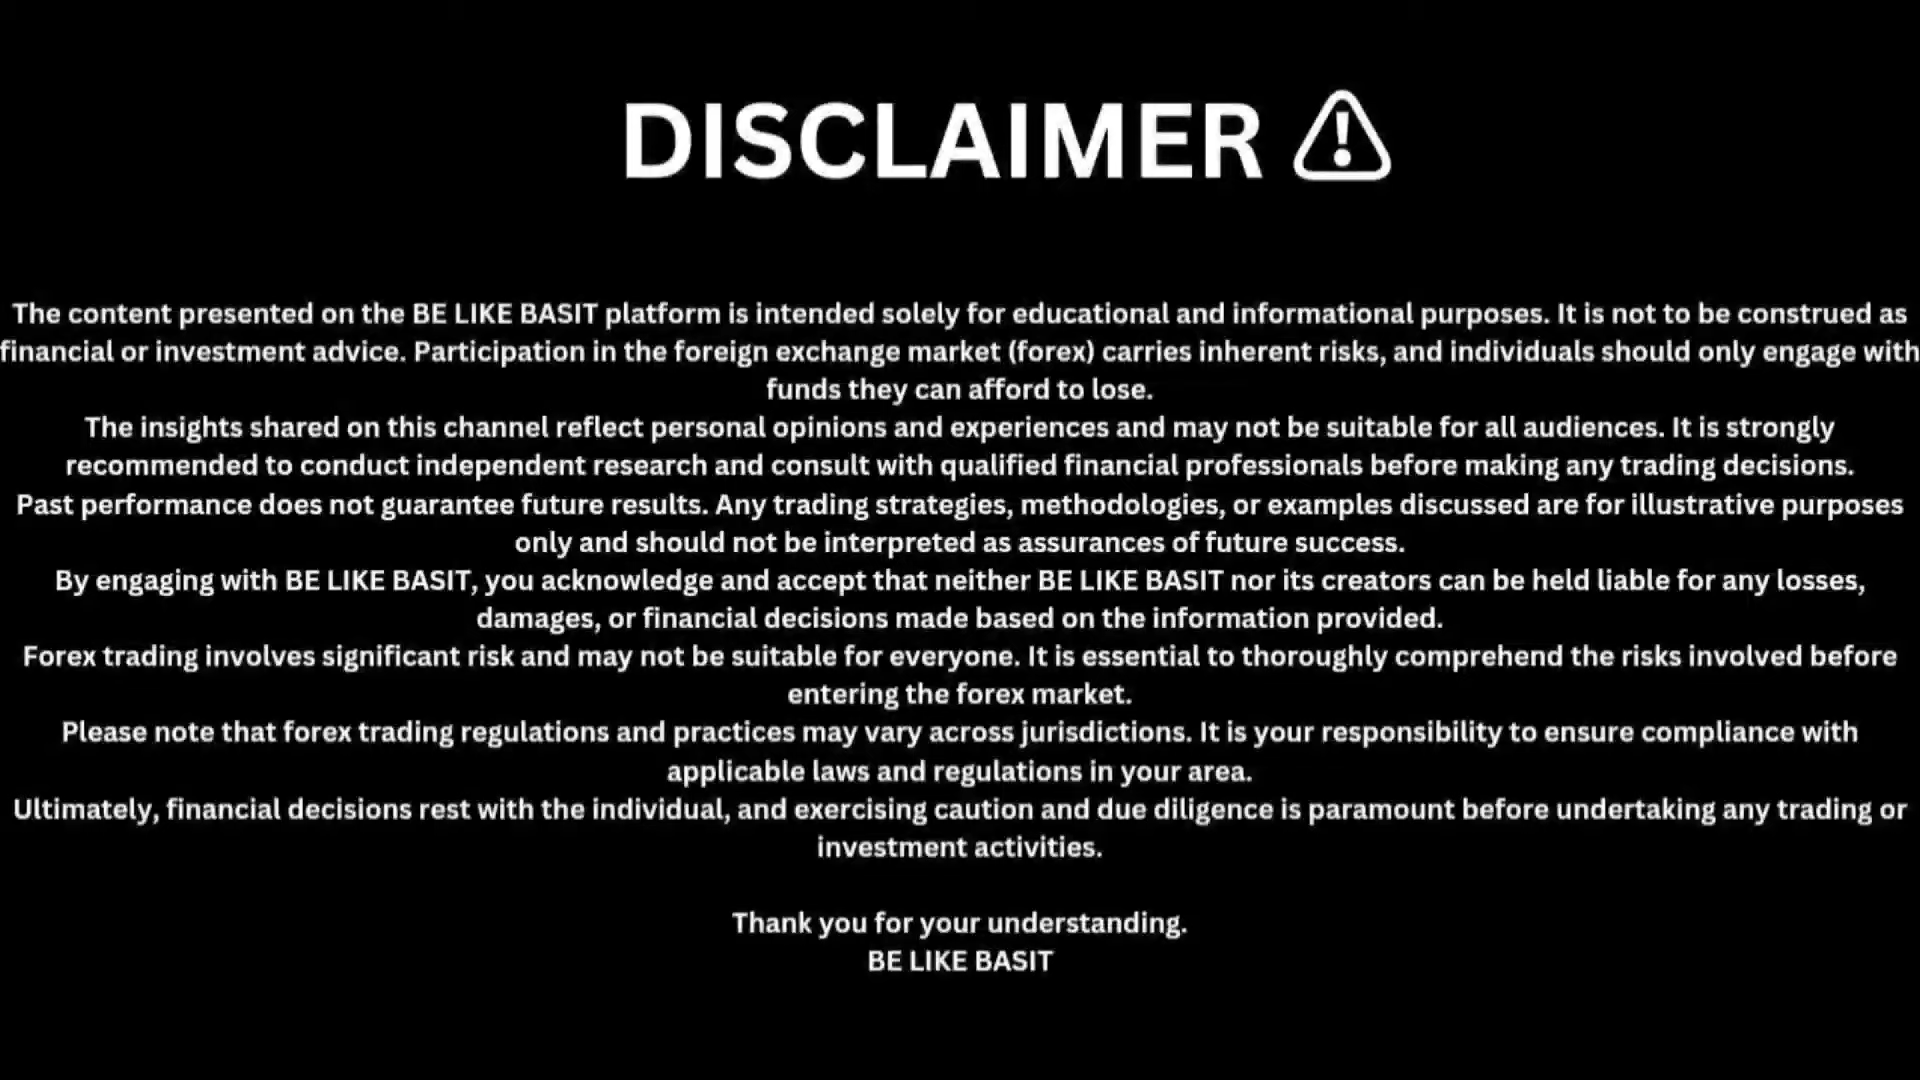 DISCLAIMER
The content presented on the BE LIKE BASIT platform is intended solely for educational and informational purposes. It is not to be construed as
financial or investment advice. Participation in the foreign exchange market (forex) carries inherent risks, and individuals should only engage with
funds they can afford to lose.
The insights shared on this channel reflect personal opinions and experiences and may not be suitable for all audiences. It is strongly
recommended to conduct independent research and consult with qualified financial professionals before making any trading decisions.
Past performance does not guarantee future results. Any trading strategies, methodologies, or examples discussed are for illustrative purposes
only and should not be interpreted as assurances of future success.
By engaging with BE LIKE BASIT, you acknowledge and accept that neither BE LIKE BASIT nor its creators can be held liable for any losses,
damages, or financial decisions made based on the information provided.
Forex trading involves significant risk and may not be suitable for everyone. It is essential to thoroughly comprehend the risks involved before
entering the forex market.
Please note that forex trading regulations and practices may vary across jurisdictions. It is your responsibility to ensure compliance with
applicable laws and regulations in your area.
Ultimately, financial decisions rest with the individual, and exercising caution and due diligence is paramount before undertaking any trading or
investment activities.
Thank you for your understanding.
BE LIKE BASIT